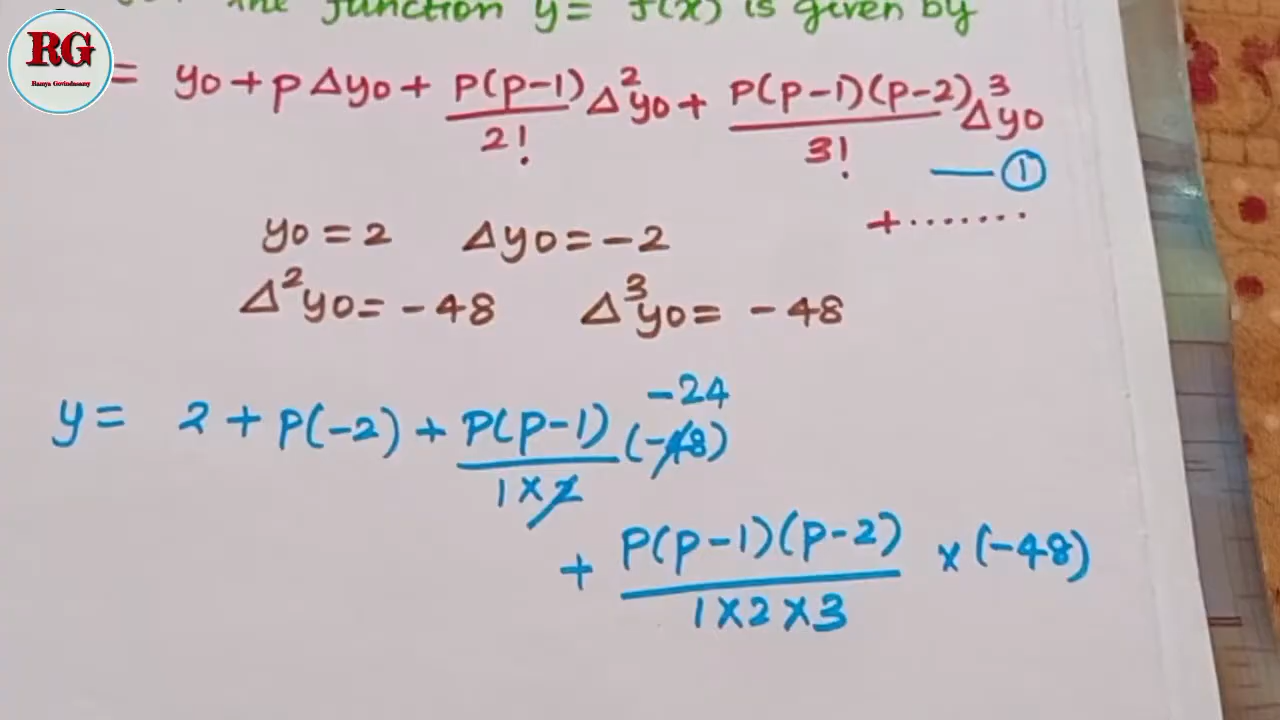 RG
Ramya Govindasamy
the function y = f(x) is given by
= y0 + p Δy0 + p(p-1)/2! Δ²y0 + p(p-1)(p-2)/3! Δ³y0
— ①
+ .......
y0 = 2 Δy0 = -2
Δ²y0 = -48 Δ³y0 = -48
y = 2 + p(-2) + p(p-1)/1×2 (-48) -24
+ p(p-1)(p-2)/1×2×3 × (-48)